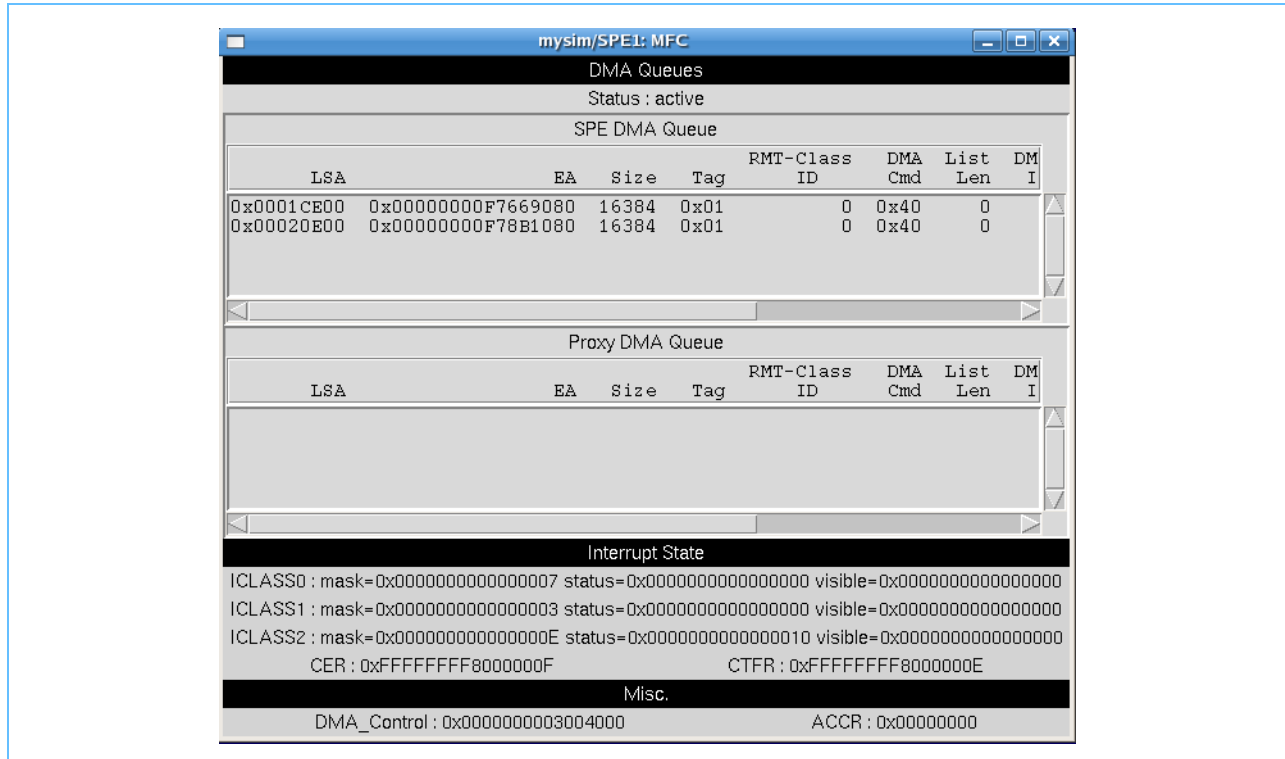 mysim/SPE1: MFC
DMA Queues
Status : active
SPE DMA Queue
RMT-Class DMA List DM
LSA EA Size Tag ID Cmd Len I
0x0001CE00 0x00000000F7669080 16384 0x01 0 0x40 0
0x00020E00 0x00000000F78B1080 16384 0x01 0 0x40 0
Proxy DMA Queue
RMT-Class DMA List DM
LSA EA Size Tag ID Cmd Len I
Interrupt State
ICLASS0 : mask=0x0000000000000007 status=0x0000000000000000 visible=0x0000000000000000
ICLASS1 : mask=0x0000000000000003 status=0x0000000000000000 visible=0x0000000000000000
ICLASS2 : mask=0x000000000000000E status=0x0000000000000010 visible=0x0000000000000000
CER : 0xFFFFFFFF8000000F CTFR : 0xFFFFFFFF8000000E
Misc.
DMA_Control : 0x0000000003004000 ACCR : 0x00000000